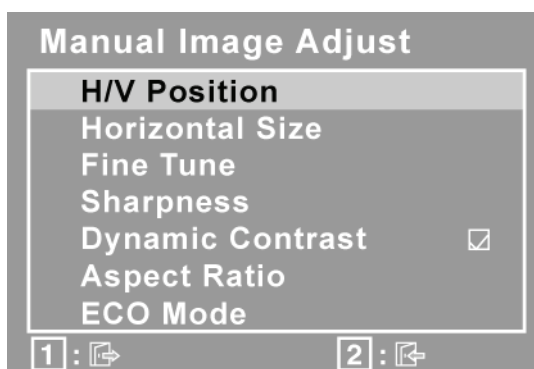 Manual Image Adjust
H/V Position
Horizontal Size
Fine Tune
Sharpness
Dynamic Contrast
Aspect Ratio
ECO Mode
1 : 2 :